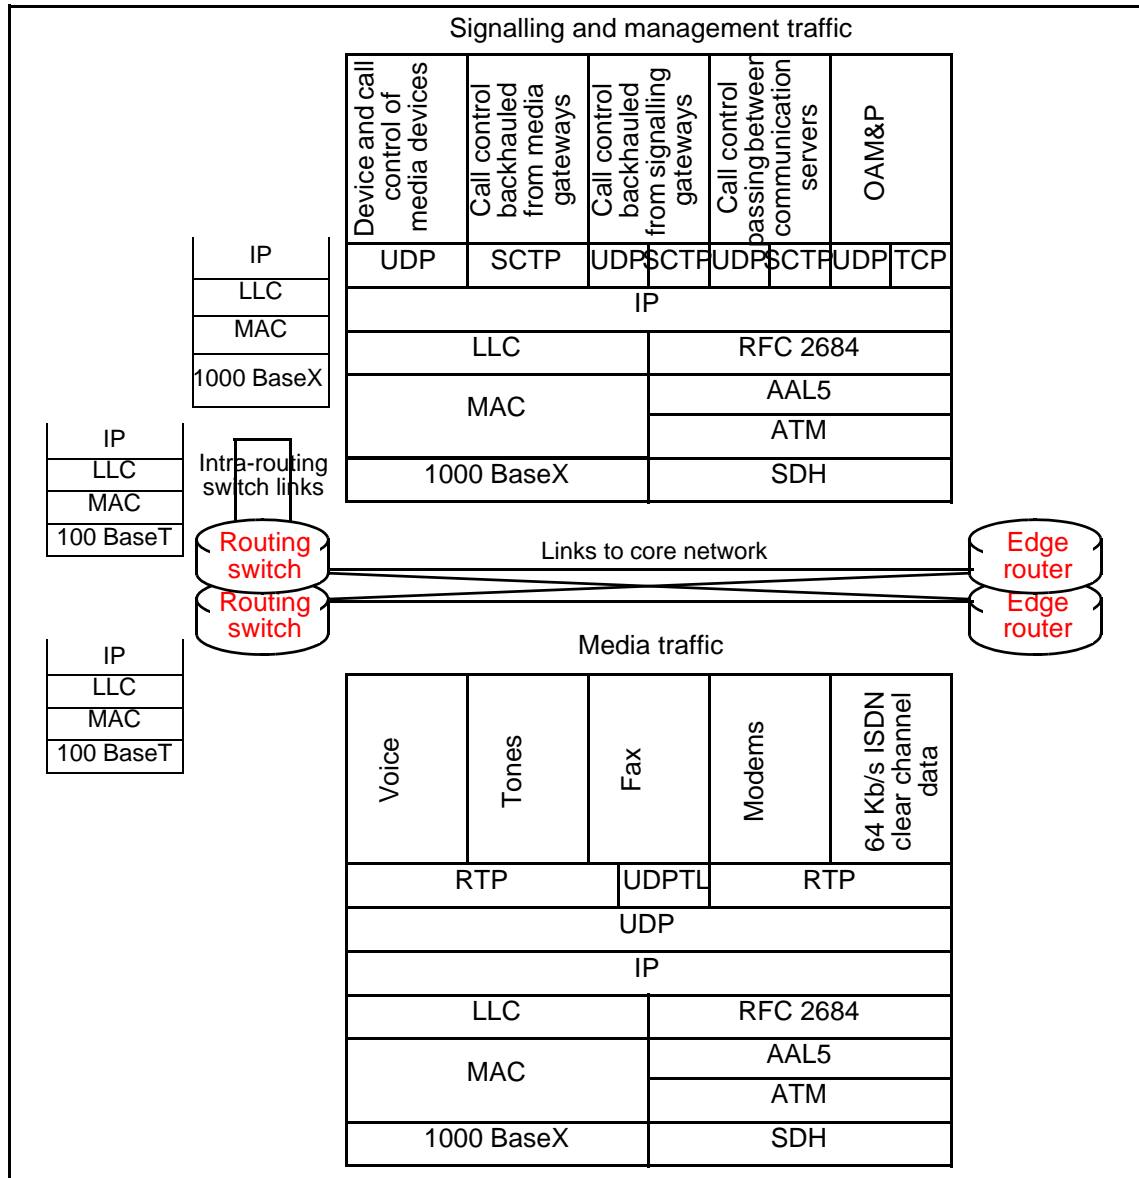 Signalling and management traffic
Device and call
control of
media devices
Call control
backhauled
from media
gateways
Call control
backhauled
from signalling
gateways
Call control
passing between
communication
servers
OAM&P
UDP
SCTP
UDP
SCTP
UDP
SCTP
UDP
TCP
IP
LLC
RFC 2684
MAC
AAL5
ATM
1000 BaseX
SDH
IP
LLC
MAC
1000 BaseX
IP
LLC
MAC
100 BaseT
Intra-routing
switch links
Routing
switch
Routing
switch
Links to core network
Edge
router
Edge
router
IP
LLC
MAC
100 BaseT
Media traffic
Voice
Tones
Fax
Modems
64 Kb/s ISDN
clear channel
data
RTP
UDPTL
RTP
UDP
IP
LLC
RFC 2684
MAC
AAL5
ATM
1000 BaseX
SDH